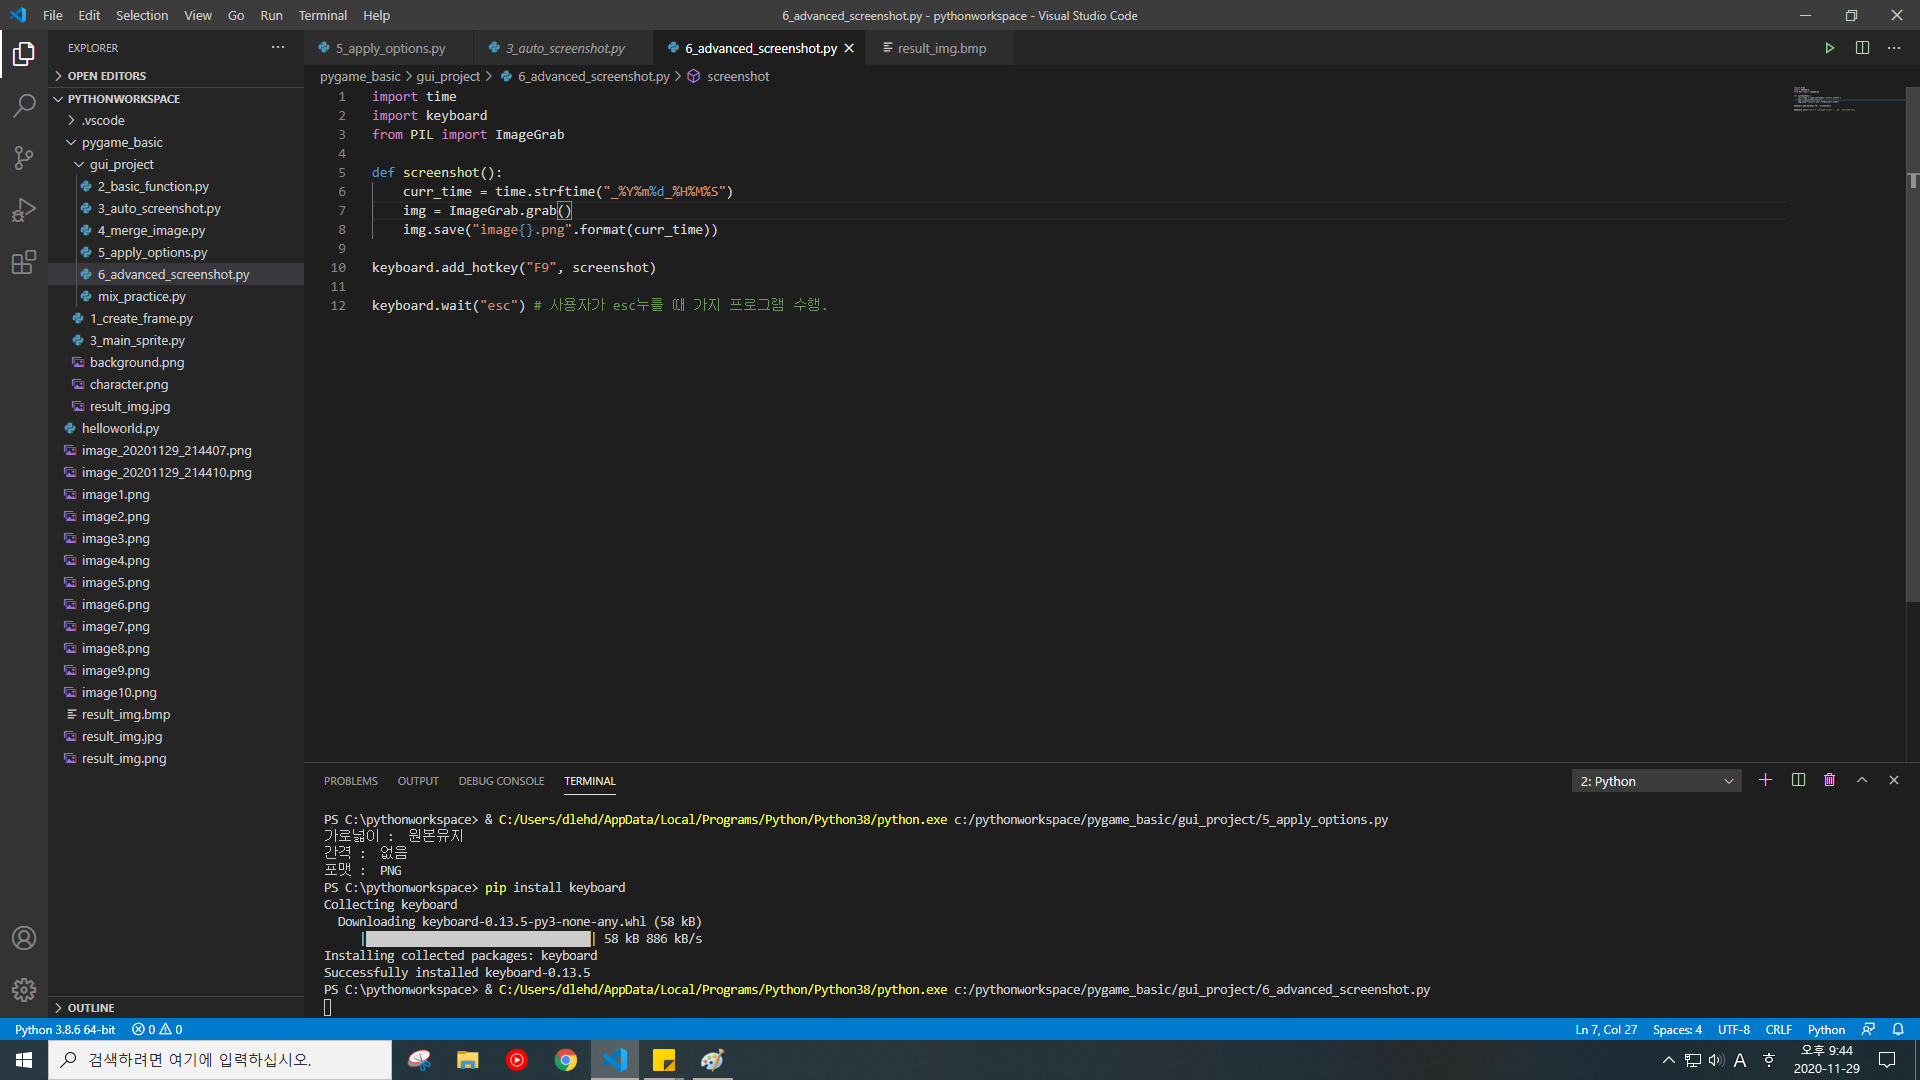 File Edit Selection View Go Run Terminal Help
6_advanced_screenshot.py - pythonworkspace - Visual Studio Code
EXPLORER
OPEN EDITORS
PYTHONWORKSPACE
.vscode
pygame_basic
gui_project
2_basic_function.py
3_auto_screenshot.py
4_merge_image.py
5_apply_options.py
6_advanced_screenshot.py
mix_practice.py
1_create_frame.py
3_main_sprite.py
background.png
character.png
result_img.jpg
helloworld.py
image_20201129_214407.png
image_20201129_214410.png
image1.png
image2.png
image3.png
image4.png
image5.png
image6.png
image7.png
image8.png
image9.png
image10.png
result_img.bmp
result_img.jpg
result_img.png
OUTLINE
5_apply_options.py 3_auto_screenshot.py 6_advanced_screenshot.py result_img.bmp
pygame_basic > gui_project > 6_advanced_screenshot.py > screenshot
1 import time
2 import keyboard
3 from PIL import ImageGrab
4
5 def screenshot():
6 curr_time = time.strftime("_%Y%m%d_%H%M%S")
7 img = ImageGrab.grab()
8 img.save("image{}.png".format(curr_time))
9
10 keyboard.add_hotkey("F9", screenshot)
11
12 keyboard.wait("esc") # 사용자가 esc누를 때 가지 프로그램 수행.
PROBLEMS OUTPUT DEBUG CONSOLE TERMINAL
2: Python
PS C:\pythonworkspace> & C:/Users/dlehd/AppData/Local/Programs/Python/Python38/python.exe c:/pythonworkspace/pygame_basic/gui_project/5_apply_options.py
가로넓이 : 원본유지
간격 : 없음
포맷 : PNG
PS C:\pythonworkspace> pip install keyboard
Collecting keyboard
Downloading keyboard-0.13.5-py3-none-any.whl (58 kB)
58 kB 886 kB/s
Installing collected packages: keyboard
Successfully installed keyboard-0.13.5
PS C:\pythonworkspace> & C:/Users/dlehd/AppData/Local/Programs/Python/Python38/python.exe c:/pythonworkspace/pygame_basic/gui_project/6_advanced_screenshot.py
Python 3.8.6 64-bit 0 0
Ln 7, Col 27 Spaces: 4 UTF-8 CRLF Python
검색하려면 여기에 입력하십시오.
A 한
오후 9:44
2020-11-29